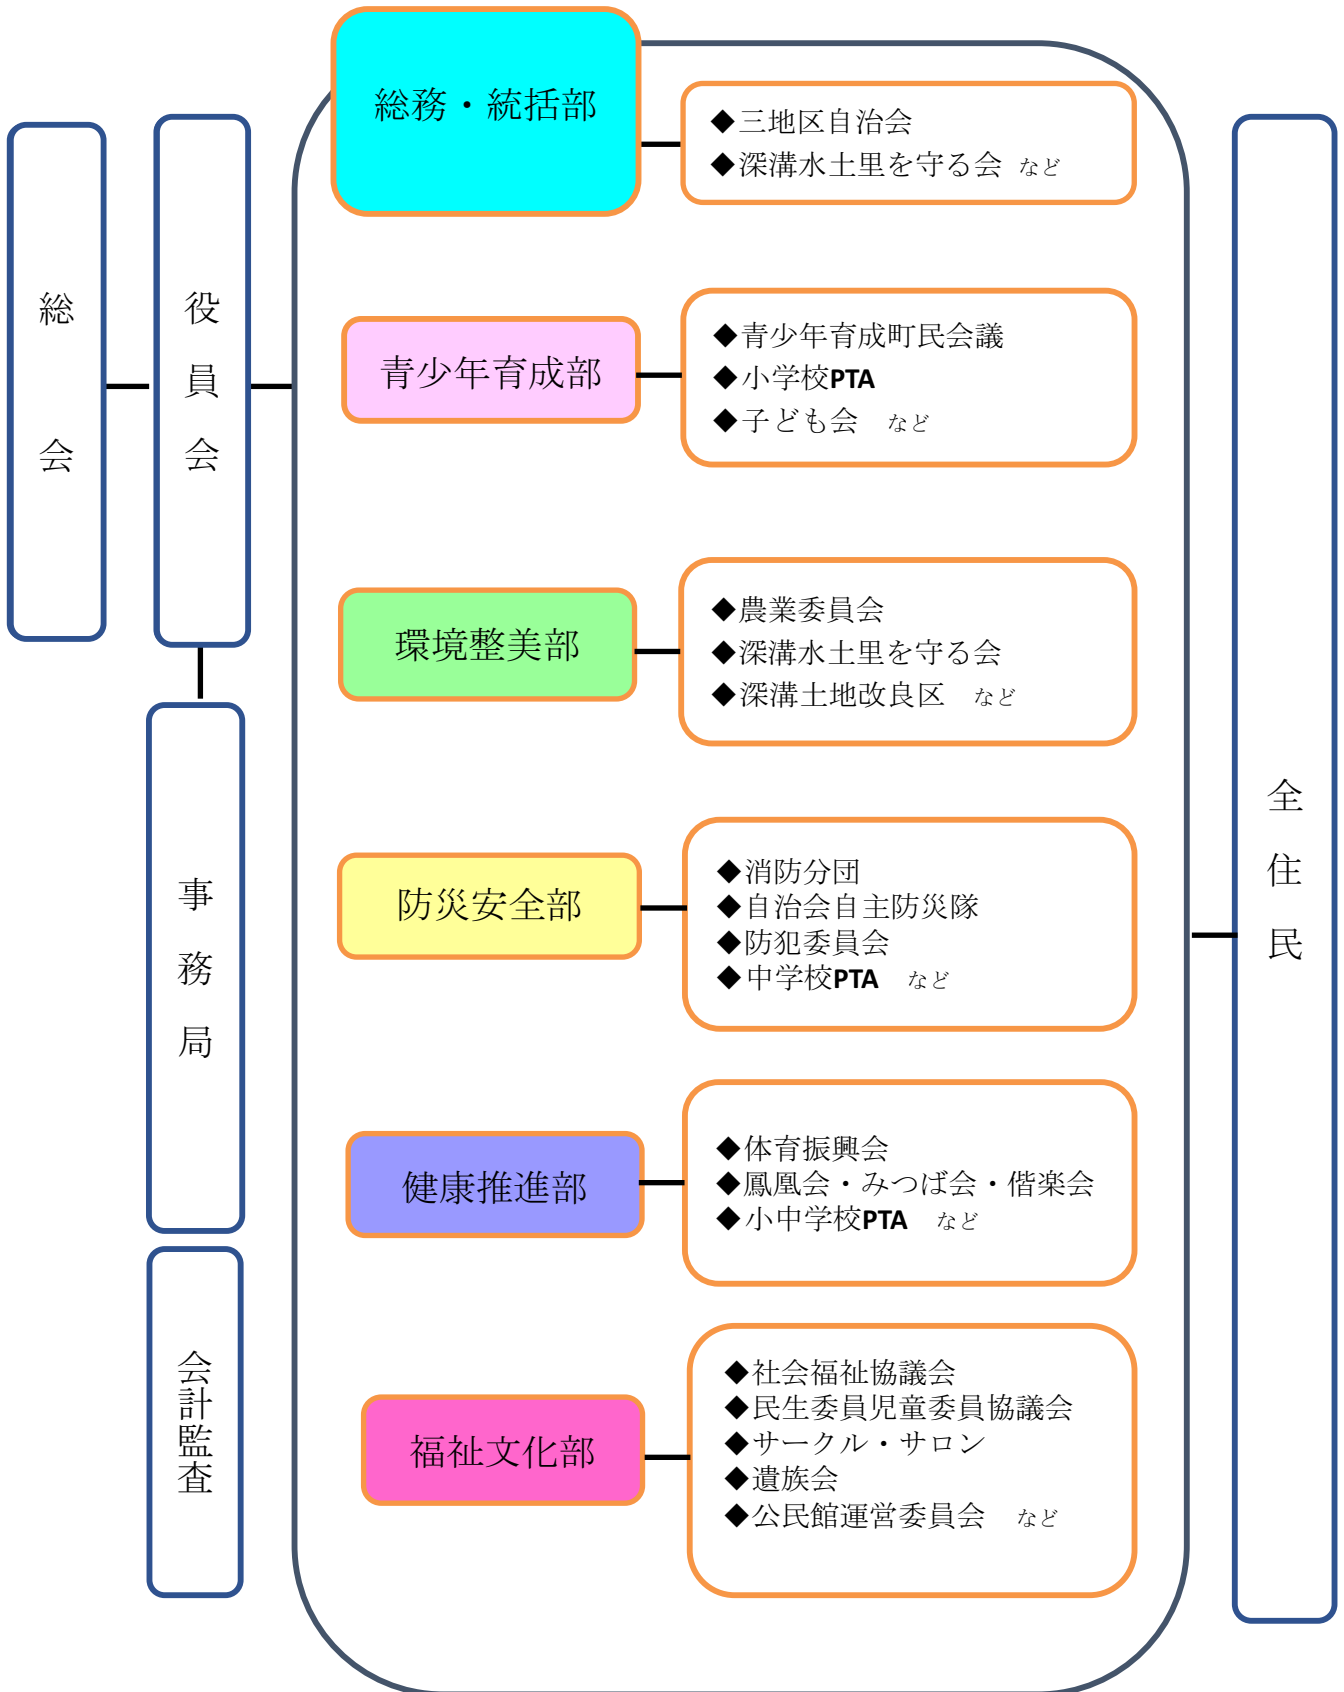 総会
役員会
事務局
会計監査
総務・統括部
◆三地区自治会
◆深溝水土里を守る会 など
青少年育成部
◆青少年育成町民会議
◆小学校PTA
◆子ども会 など
環境整美部
◆農業委員会
◆深溝水土里を守る会
◆深溝土地改良区 など
防災安全部
◆消防分団
◆自治会自主防災隊
◆防犯委員会
◆中学校PTA など
健康推進部
◆体育振興会
◆鳳凰会・みつば会・偕楽会
◆小中学校PTA など
福祉文化部
◆社会福祉協議会
◆民生委員児童委員協議会
◆サークル・サロン
◆遺族会
◆公民館運営委員会 など
全住民